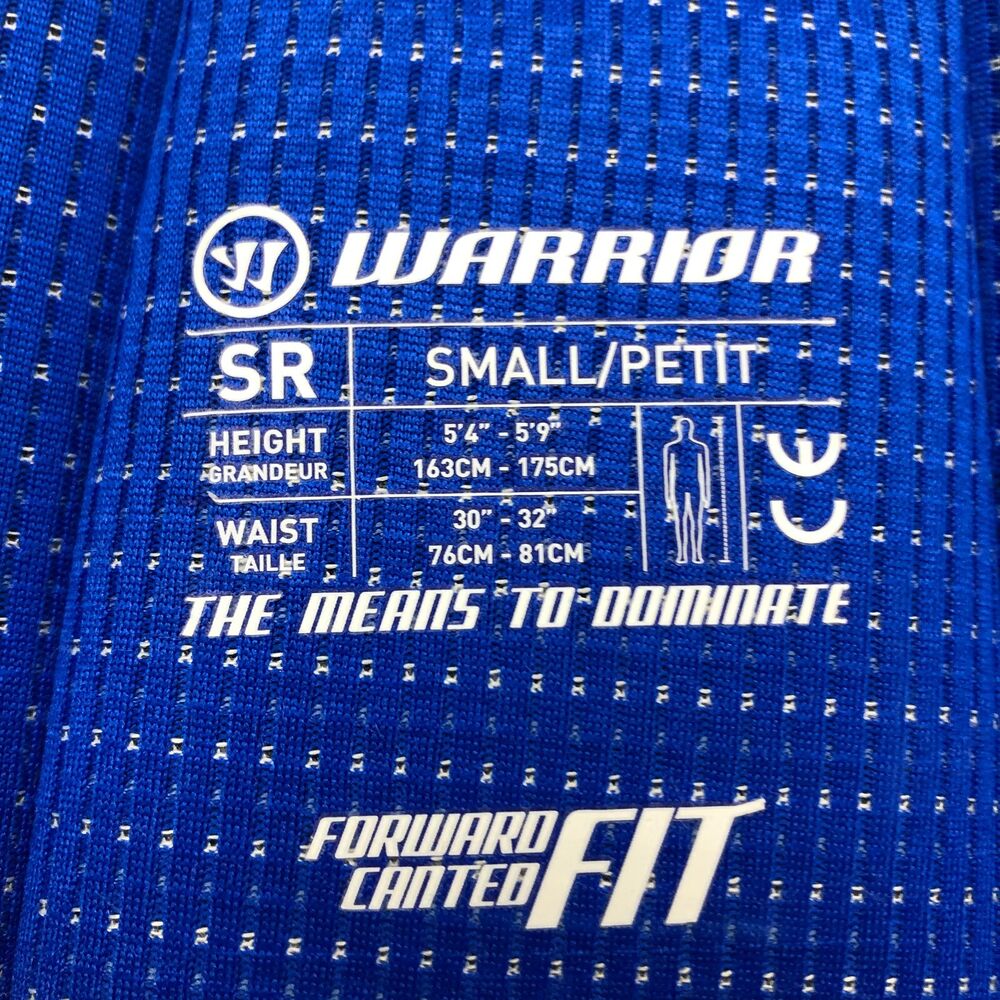 WARRIOR
SR SMALL/PETIT
HEIGHT 5'4" - 5'9"
GRANDEUR 163CM - 175CM
WAIST 30" - 32"
TAILLE 76CM - 81CM
CE
THE MEANS TO DOMINATE
FORWARD
CANTED FIT